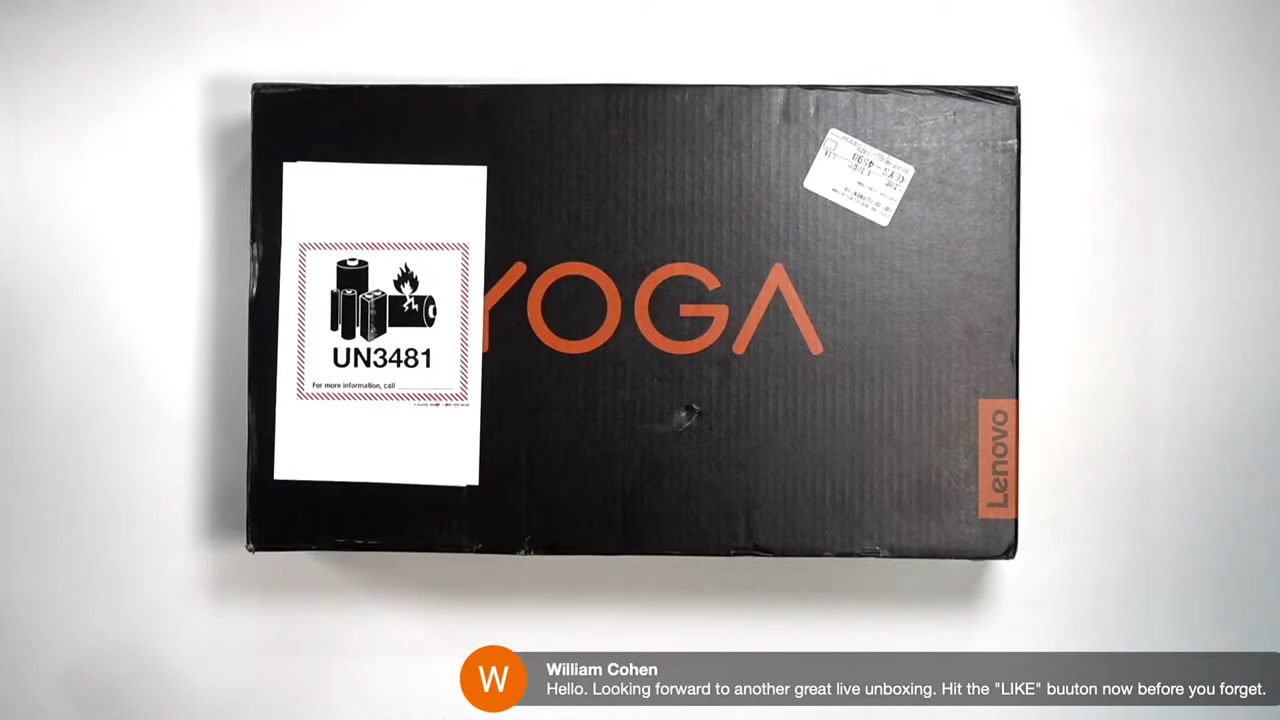 YOGA
UN3481
For more information, call
Lenovo
William Cohen
Hello. Looking forward to another great live unboxing. Hit the "LIKE" buuton now before you forget.